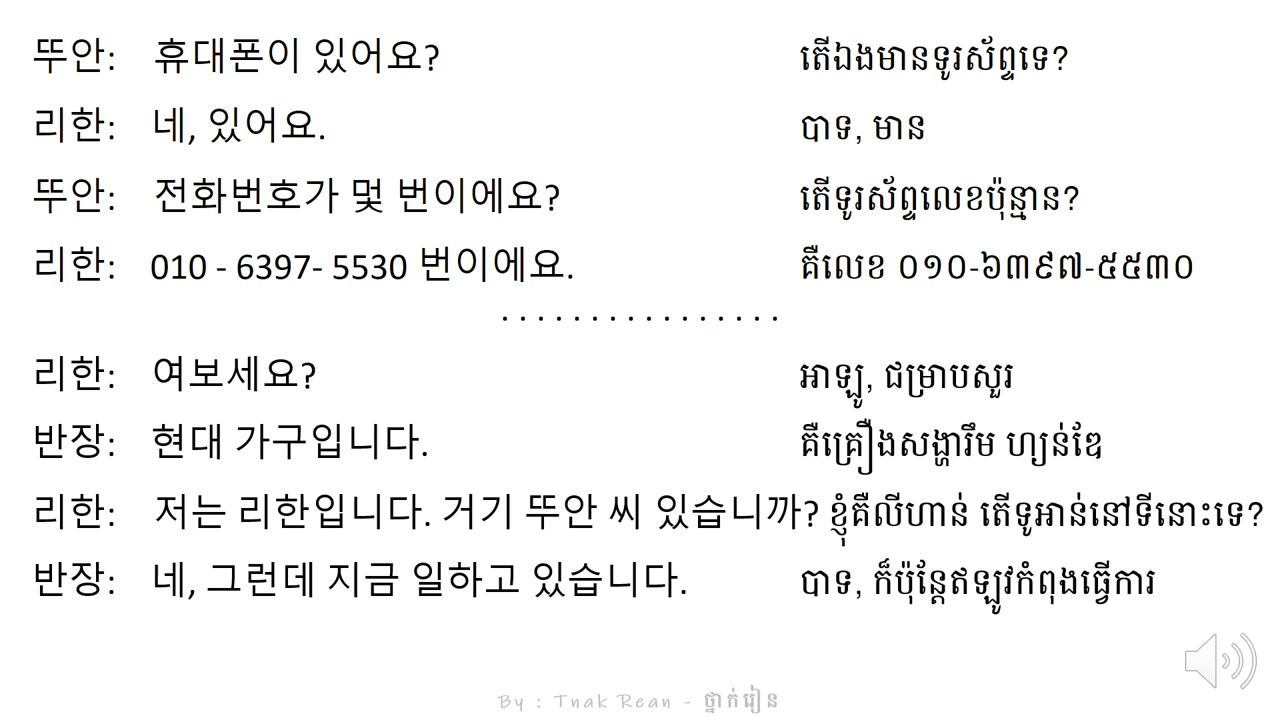 뚜안: 휴대폰이 있어요? តើឯងមានទូរស័ព្ទទេ?
리한: 네, 있어요. បាទ, មាន
뚜안: 전화번호가 몇 번이에요? តើទូរស័ព្ទលេខប៉ុន្មាន?
리한: 010 - 6397- 5530 번이에요. គឺលេខ ០១០-៦៣៩៧-៥៥៣០
. . . . . . . . . . . . . . . .
리한: 여보세요? អាឡូ, ជម្រាបសួរ
반장: 현대 가구입니다. គឺគ្រឿងសង្ហារឹម ហ្យន់ឌែ
리한: 저는 리한입니다. 거기 뚜안 씨 있습니까? ខ្ញុំគឺលីហាន់ តើទូអាន់នៅទីនោះទេ?
반장: 네, 그런데 지금 일하고 있습니다. បាទ, ក៏ប៉ុន្តែឥឡូវកំពុងធ្វើការ
By : Tnak Rean - ថ្នាក់រៀន